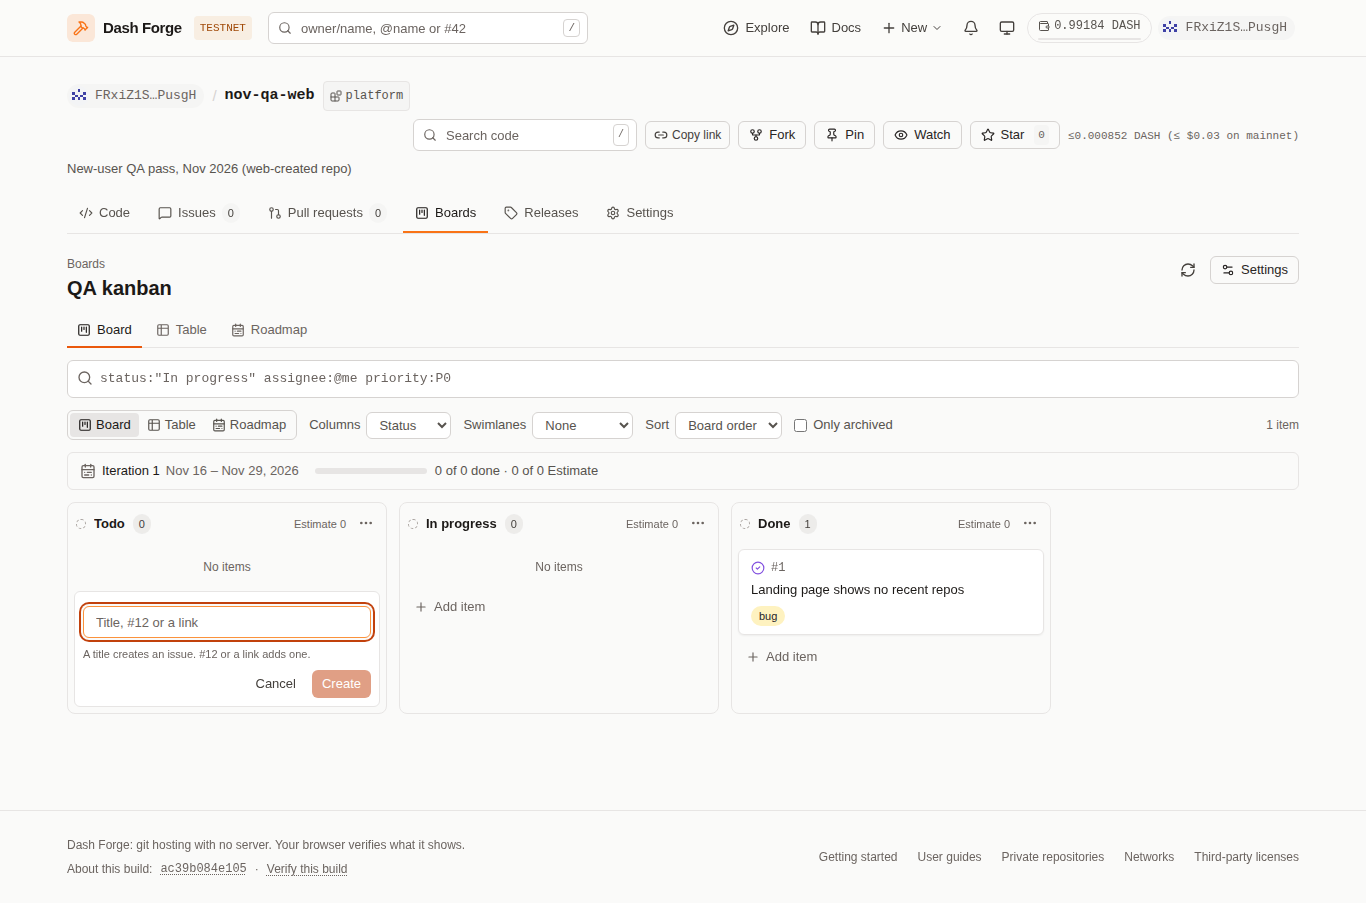 Dash Forge TESTNET owner/name, @name or #42 / Explore Docs New 0.99184 DASH FRxiZ1S…PusgH
FRxiZ1S…PusgH / nov-qa-web platform
Search code / Copy link Fork Pin Watch Star 0 ≤0.000852 DASH (≤ $0.03 on mainnet)
New-user QA pass, Nov 2026 (web-created repo)
Code Issues 0 Pull requests 0 Boards Releases Settings
Boards
QA kanban
Settings
Board Table Roadmap
status:"In progress" assignee:@me priority:P0
Board Table Roadmap Columns Status Swimlanes None Sort Board order Only archived 1 item
Iteration 1 Nov 16 – Nov 29, 2026 0 of 0 done · 0 of 0 Estimate
Todo 0 Estimate 0 ···
No items
Title, #12 or a link
A title creates an issue. #12 or a link adds one.
Cancel Create
In progress 0 Estimate 0 ···
No items
+ Add item
Done 1 Estimate 0 ···
#1
Landing page shows no recent repos
bug
+ Add item
Dash Forge: git hosting with no server. Your browser verifies what it shows.
About this build: ac39b084e105 · Verify this build
Getting started User guides Private repositories Networks Third-party licenses